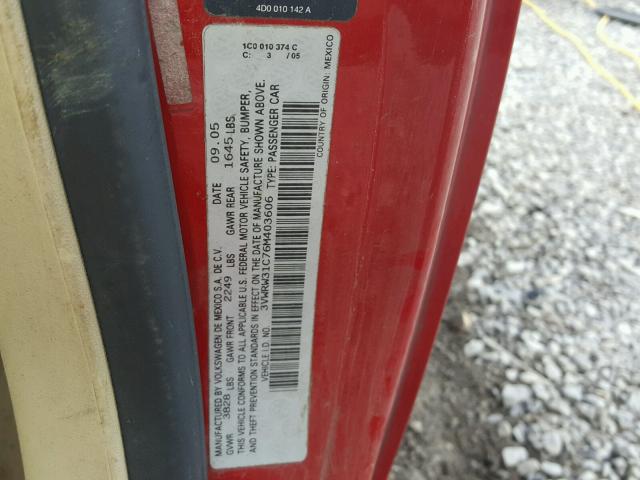 4D0 010 142 A
1C0 010 374 C
C: 3 /05
MANUFACTURED BY VOLKSWAGEN DE MEXICO S.A. DE C.V. DATE 09.05
GVWR 3828 LBS GAWR FRONT 2249 LBS GAWR REAR 1645 LBS.
THIS VEHICLE CONFORMS TO ALL APPLICABLE U.S. FEDERAL MOTOR VEHICLE SAFETY, BUMPER,
AND THEFT PREVENTION STANDARDS IN EFFECT ON THE DATE OF MANUFACTURE SHOWN ABOVE.
VEHICLE I.D. NO. 3VWRW31C76M403606 TYPE: PASSENGER CAR
COUNTRY OF ORIGIN: MEXICO